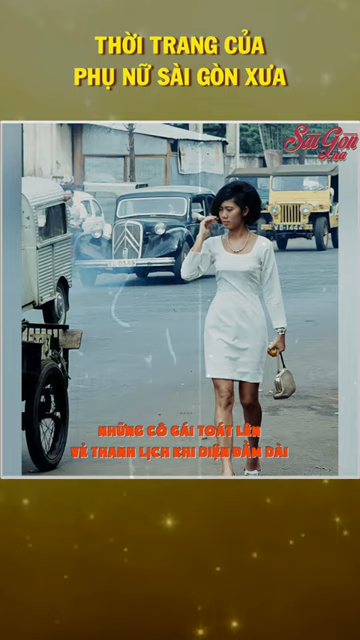 THỜI TRANG CỦA
PHỤ NỮ SÀI GÒN XƯA
Sài Gòn
Xưa
NHỮNG CÔ GÁI TOÁT LÊN
VẺ THANH LỊCH KHI DIỆN ĐẦM DÀI